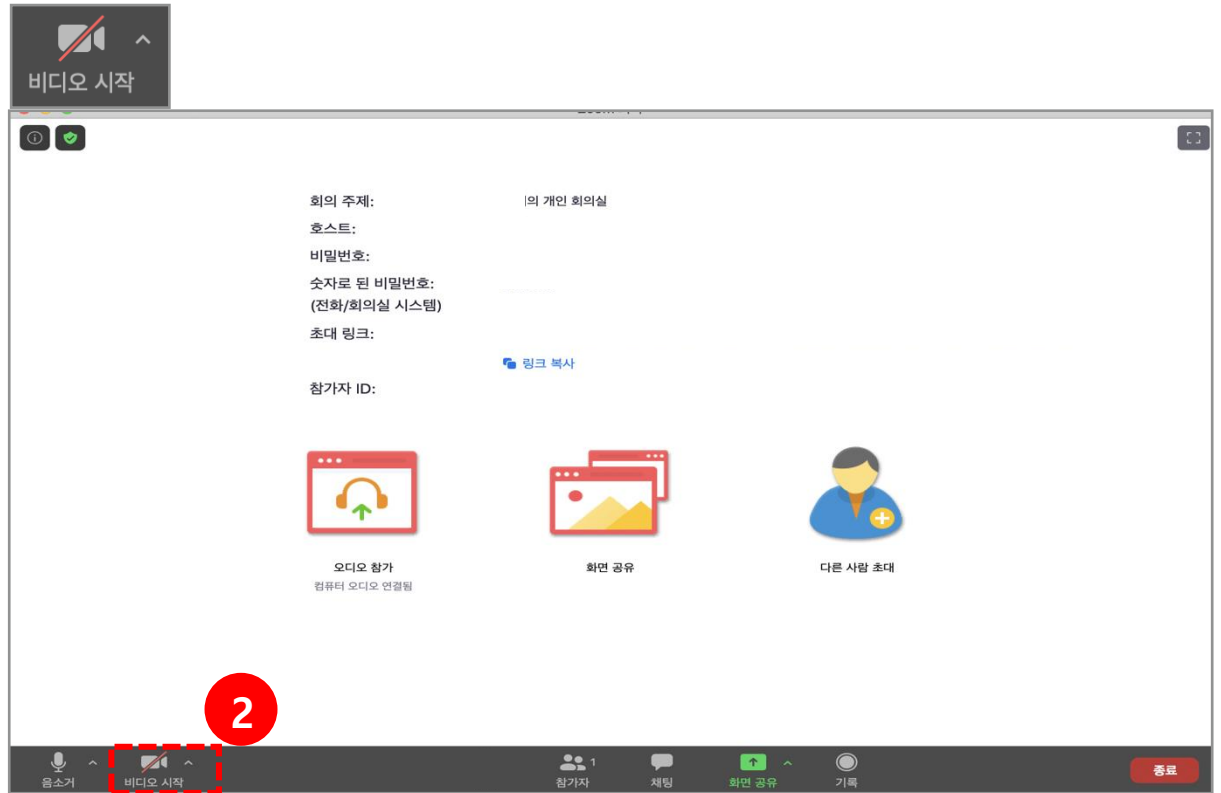 비디오 시작
회의 주제:
의 개인 회의실
호스트:
비밀번호:
숫자로 된 비밀번호:
(전화/회의실 시스템)
초대 링크:
링크 복사
참가자 ID:
오디오 참가
컴퓨터 오디오 연결됨
화면 공유
다른 사람 초대
2
음소거
비디오 시작
1
참가자
채팅
화면 공유
기록
종료